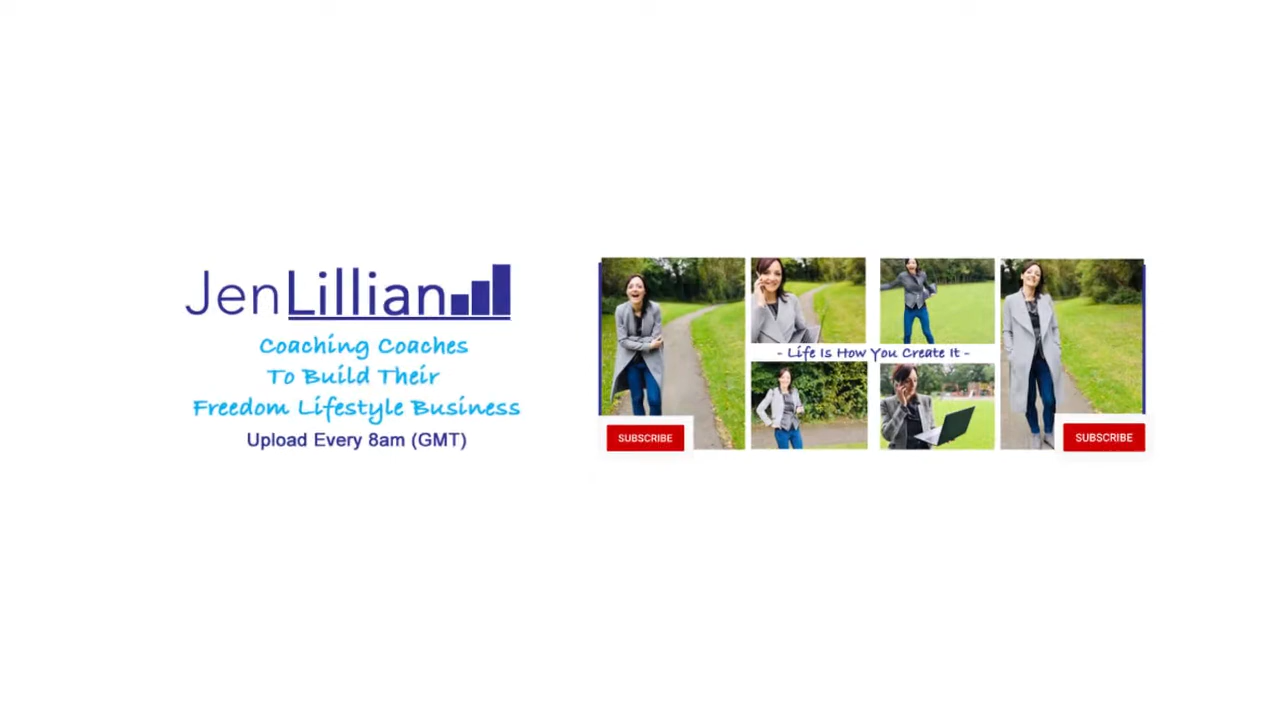 JenLillian
Coaching Coaches
To Build Their
Freedom Lifestyle Business
Upload Every 8am (GMT)
- Life Is How You Create It -
SUBSCRIBE
SUBSCRIBE